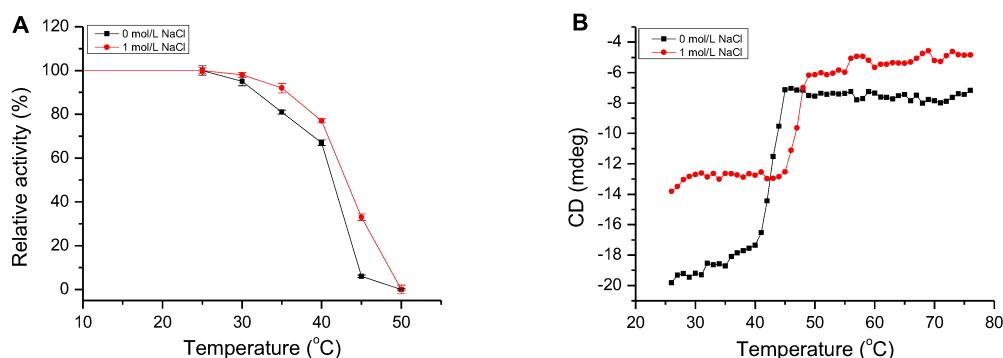 A
0 mol/L NaCl
1 mol/L NaCl
Relative activity (%)
120
100
80
60
40
20
0
10
20
30
40
50
Temperature (°C)
B
0 mol/L NaCl
1 mol/L NaCl
CD (mdeg)
-4
-6
-8
-10
-12
-14
-16
-18
-20
20
30
40
50
60
70
80
Temperature (°C)